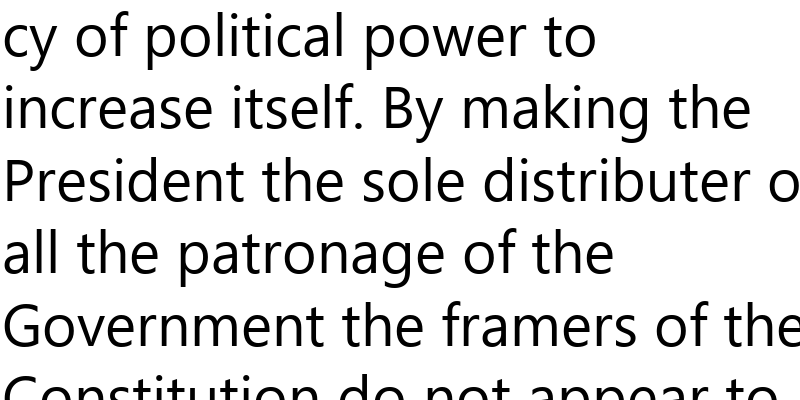 cy of political power to
increase itself. By making the
President the sole distributer o
all the patronage of the
Government the framers of the
Constitution do not appear to